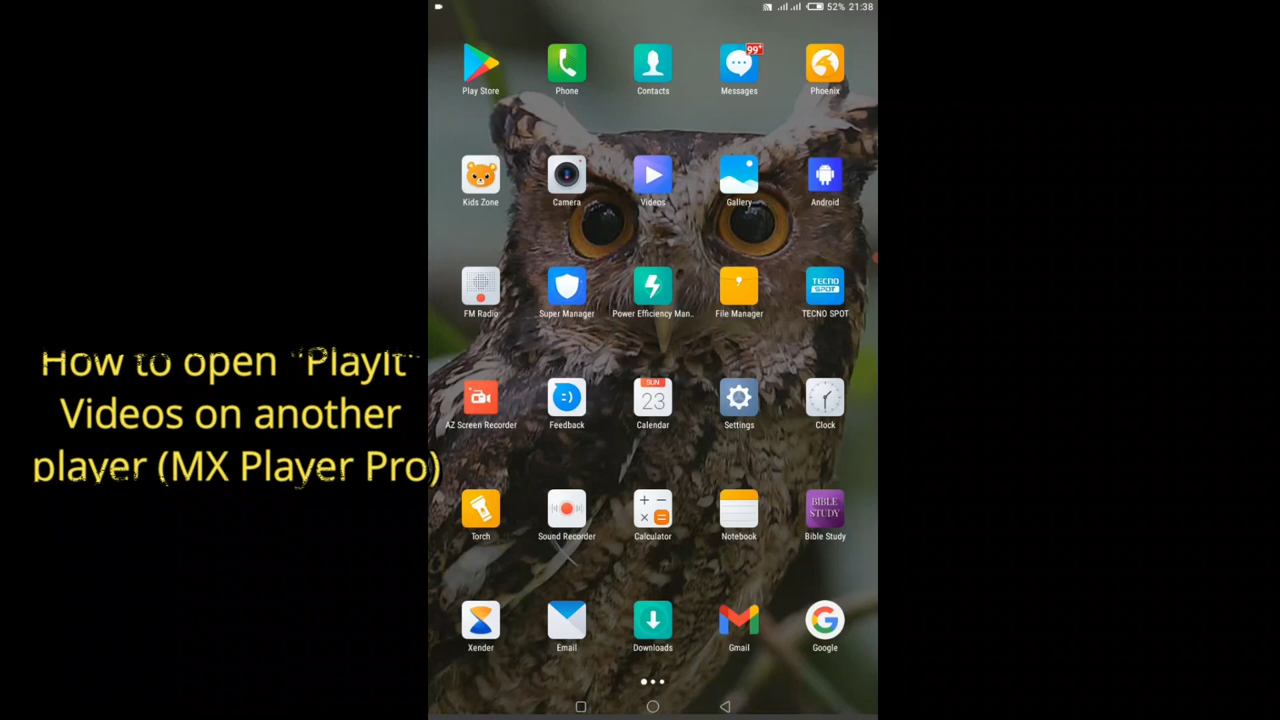 52% 21:38
99+
Play Store Phone Contacts Messages Phoenix
Kids Zone Camera Videos Gallery Android
TECNO
SPOT
FM Radio Super Manager Power Efficiency Man.. File Manager TECNO SPOT
How to open "PlayIt"
Videos on another
player (MX Player Pro)
SUN
23
AZ Screen Recorder Feedback Calendar Settings Clock
BIBLE
STUDY
Torch Sound Recorder Calculator Notebook Bible Study
Xender Email Downloads Gmail Google